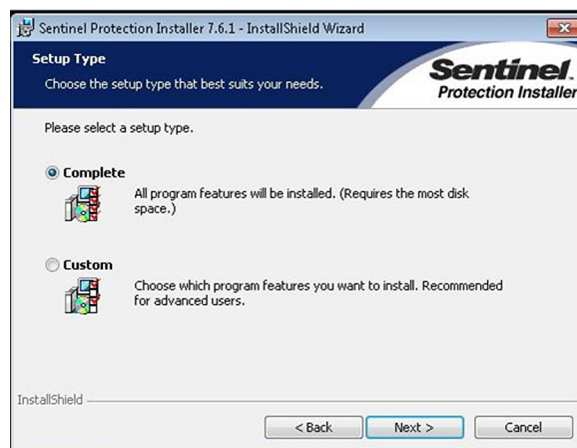 Sentinel Protection Installer 7.6.1 - InstallShield Wizard
Setup Type
Choose the setup type that best suits your needs.
Sentinel.
Protection Installer
Please select a setup type.
Complete
All program features will be installed. (Requires the most disk
space.)
Custom
Choose which program features you want to install. Recommended
for advanced users.
InstallShield
< Back
Next >
Cancel